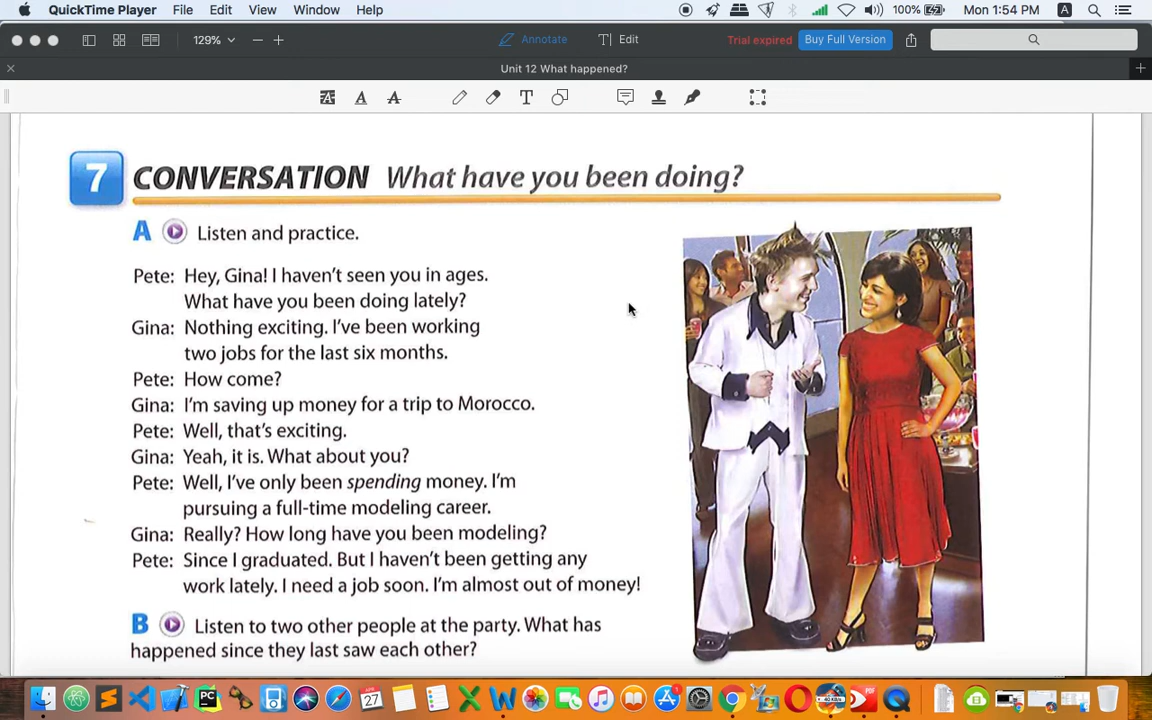 QuickTime Player File Edit View Window Help 100% Mon 1:54 PM A
129% Annotate Edit Trial expired Buy Full Version
Unit 12 What happened?
7 CONVERSATION What have you been doing?
A Listen and practice.
Pete: Hey, Gina! I haven't seen you in ages.
What have you been doing lately?
Gina: Nothing exciting. I've been working
two jobs for the last six months.
Pete: How come?
Gina: I'm saving up money for a trip to Morocco.
Pete: Well, that's exciting.
Gina: Yeah, it is. What about you?
Pete: Well, I've only been spending money. I'm
pursuing a full-time modeling career.
Gina: Really? How long have you been modeling?
Pete: Since I graduated. But I haven't been getting any
work lately. I need a job soon. I'm almost out of money!
B Listen to two other people at the party. What has
happened since they last saw each other?